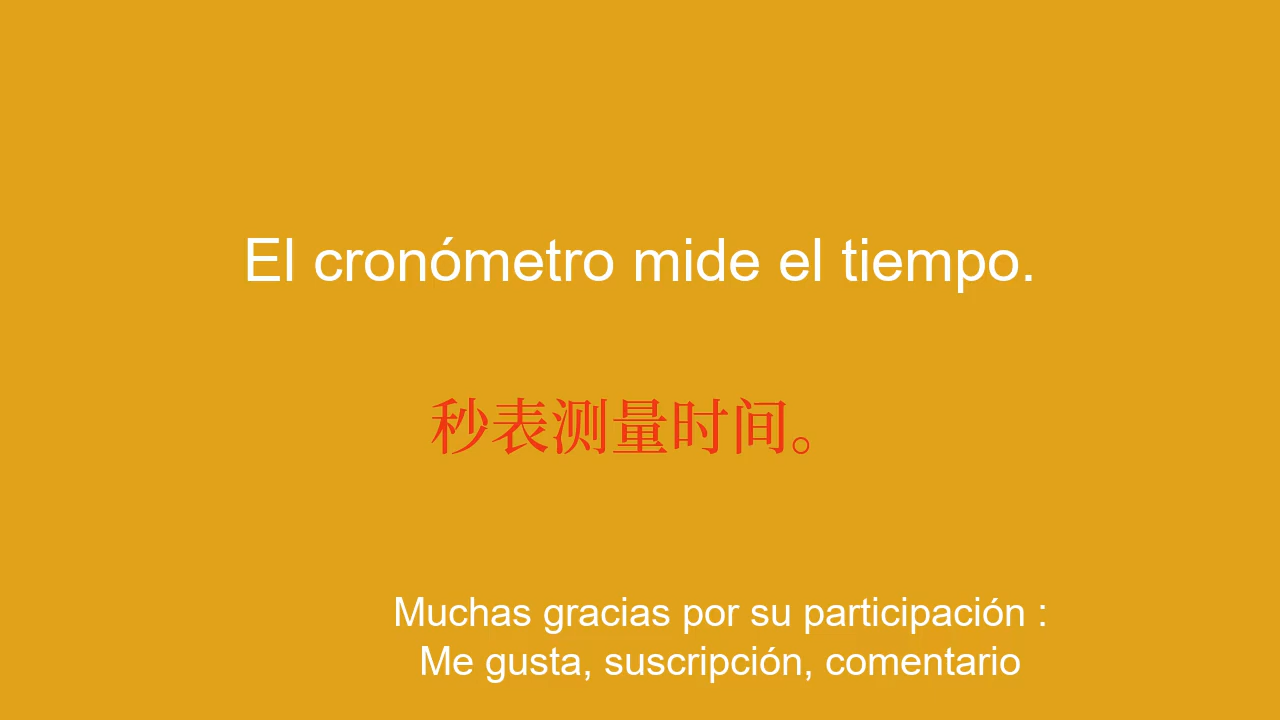 El cronómetro mide el tiempo.
秒表测量时间。
Muchas gracias por su participación :
Me gusta, suscripción, comentario